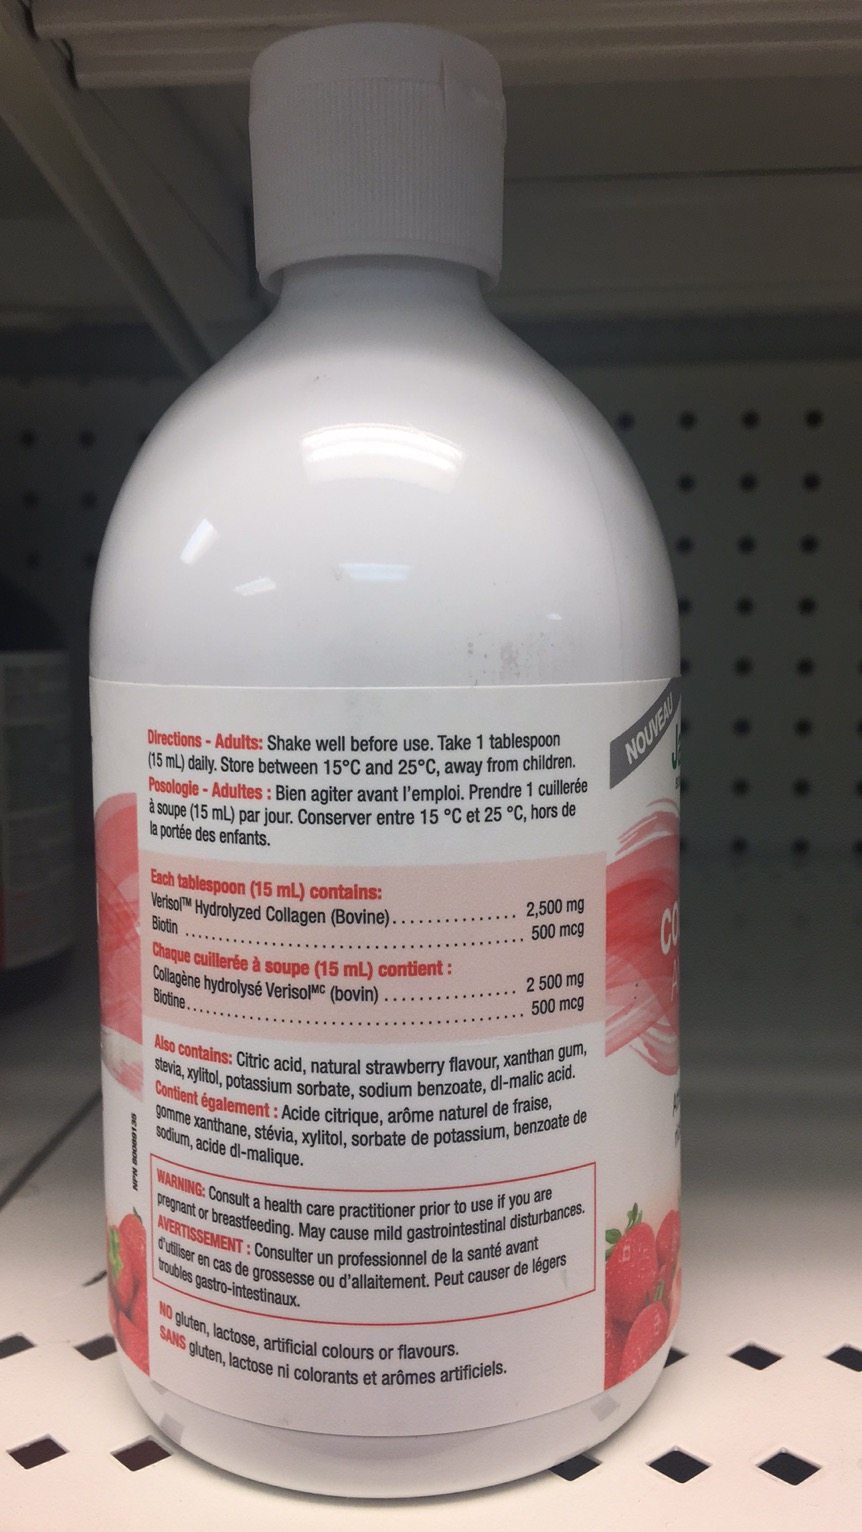 Directions - Adults: Shake well before use. Take 1 tablespoon
(15 mL) daily. Store between 15°C and 25°C, away from children.
Posologie - Adultes : Bien agiter avant l'emploi. Prendre 1 cuillerée
à soupe (15 mL) par jour. Conserver entre 15 °C et 25 °C, hors de
la portée des enfants.
Each tablespoon (15 mL) contains:
Verisol™ Hydrolyzed Collagen (Bovine).............. 2,500 mg
Biotin .................................................. 500 mcg
Chaque cuillerée à soupe (15 mL) contient :
Collagène hydrolysé Verisolᴹᶜ (bovin) ................ 2 500 mg
Biotine.................................................. 500 mcg
Also contains: Citric acid, natural strawberry flavour, xanthan gum,
stevia, xylitol, potassium sorbate, sodium benzoate, dl-malic acid.
Contient également : Acide citrique, arôme naturel de fraise,
gomme xanthane, stévia, xylitol, sorbate de potassium, benzoate de
sodium, acide dl-malique.
WARNING: Consult a health care practitioner prior to use if you are
pregnant or breastfeeding. May cause mild gastrointestinal disturbances.
AVERTISSEMENT : Consulter un professionnel de la santé avant
d'utiliser en cas de grossesse ou d'allaitement. Peut causer de légers
troubles gastro-intestinaux.
NO gluten, lactose, artificial colours or flavours.
SANS gluten, lactose ni colorants et arômes artificiels.
NPN 80089135
NOUVEAU